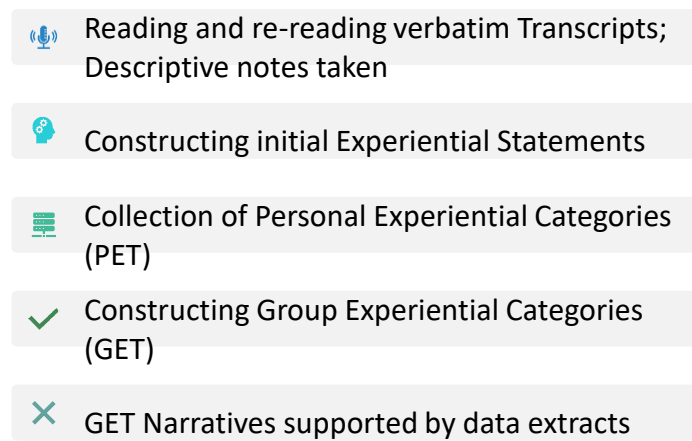 Reading and re-reading verbatim Transcripts;
Descriptive notes taken
Constructing initial Experiential Statements
Collection of Personal Experiential Categories
(PET)
Constructing Group Experiential Categories
(GET)
GET Narratives supported by data extracts